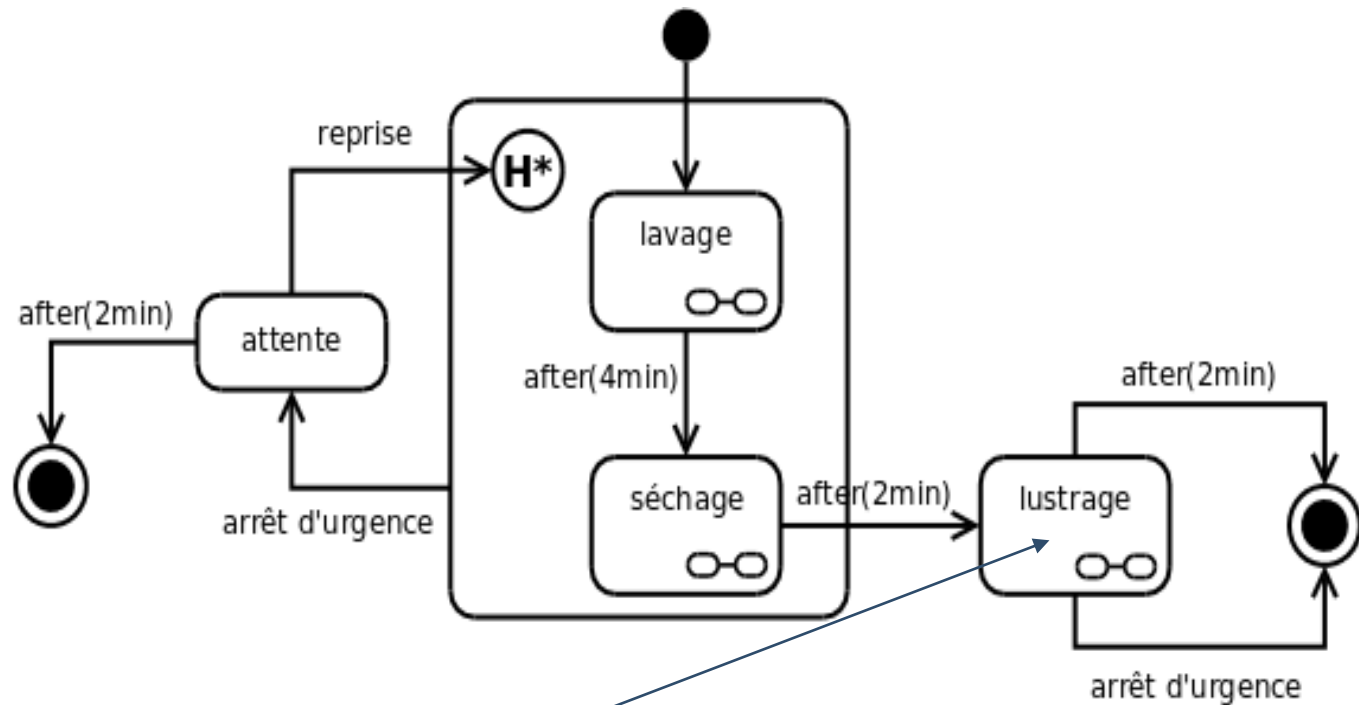 reprise
H*
lavage
after(2min)
attente
after(4min)
after(2min)
séchage
after(2min)
lustrage
arrêt d'urgence
arrêt d'urgence